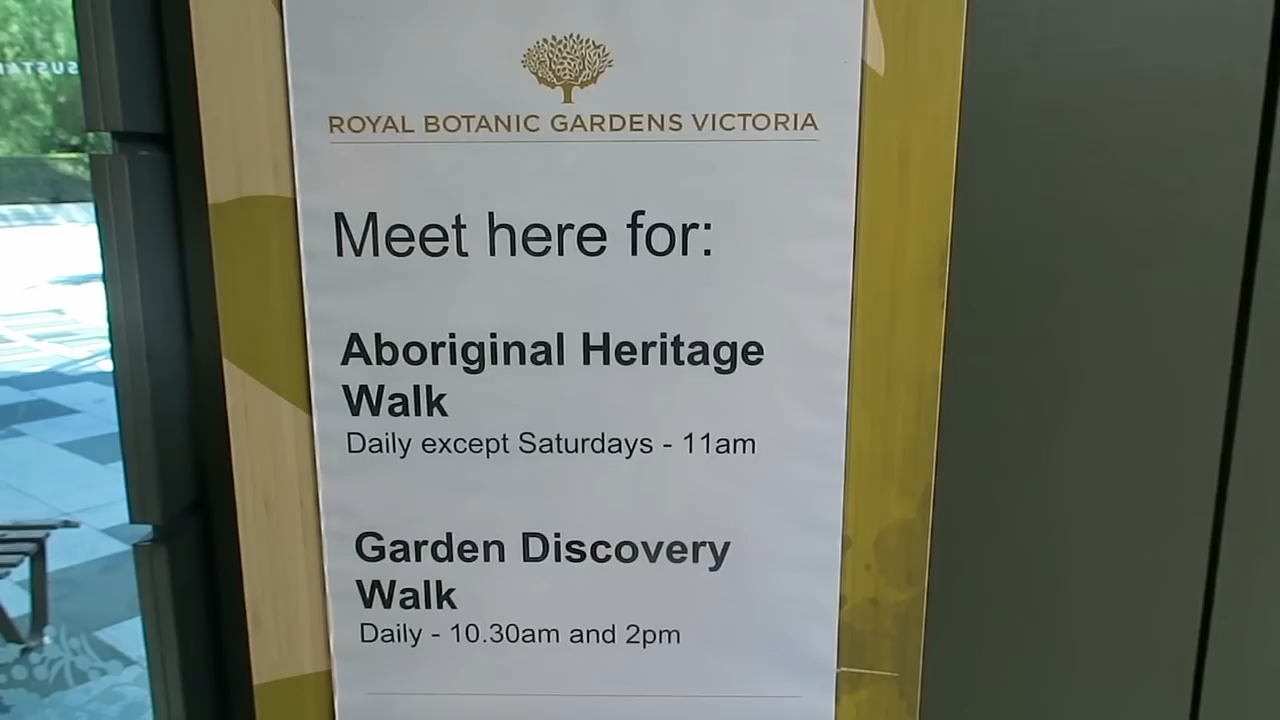 ROYAL BOTANIC GARDENS VICTORIA
Meet here for:
Aboriginal Heritage
Walk
Daily except Saturdays - 11am
Garden Discovery
Walk
Daily - 10.30am and 2pm